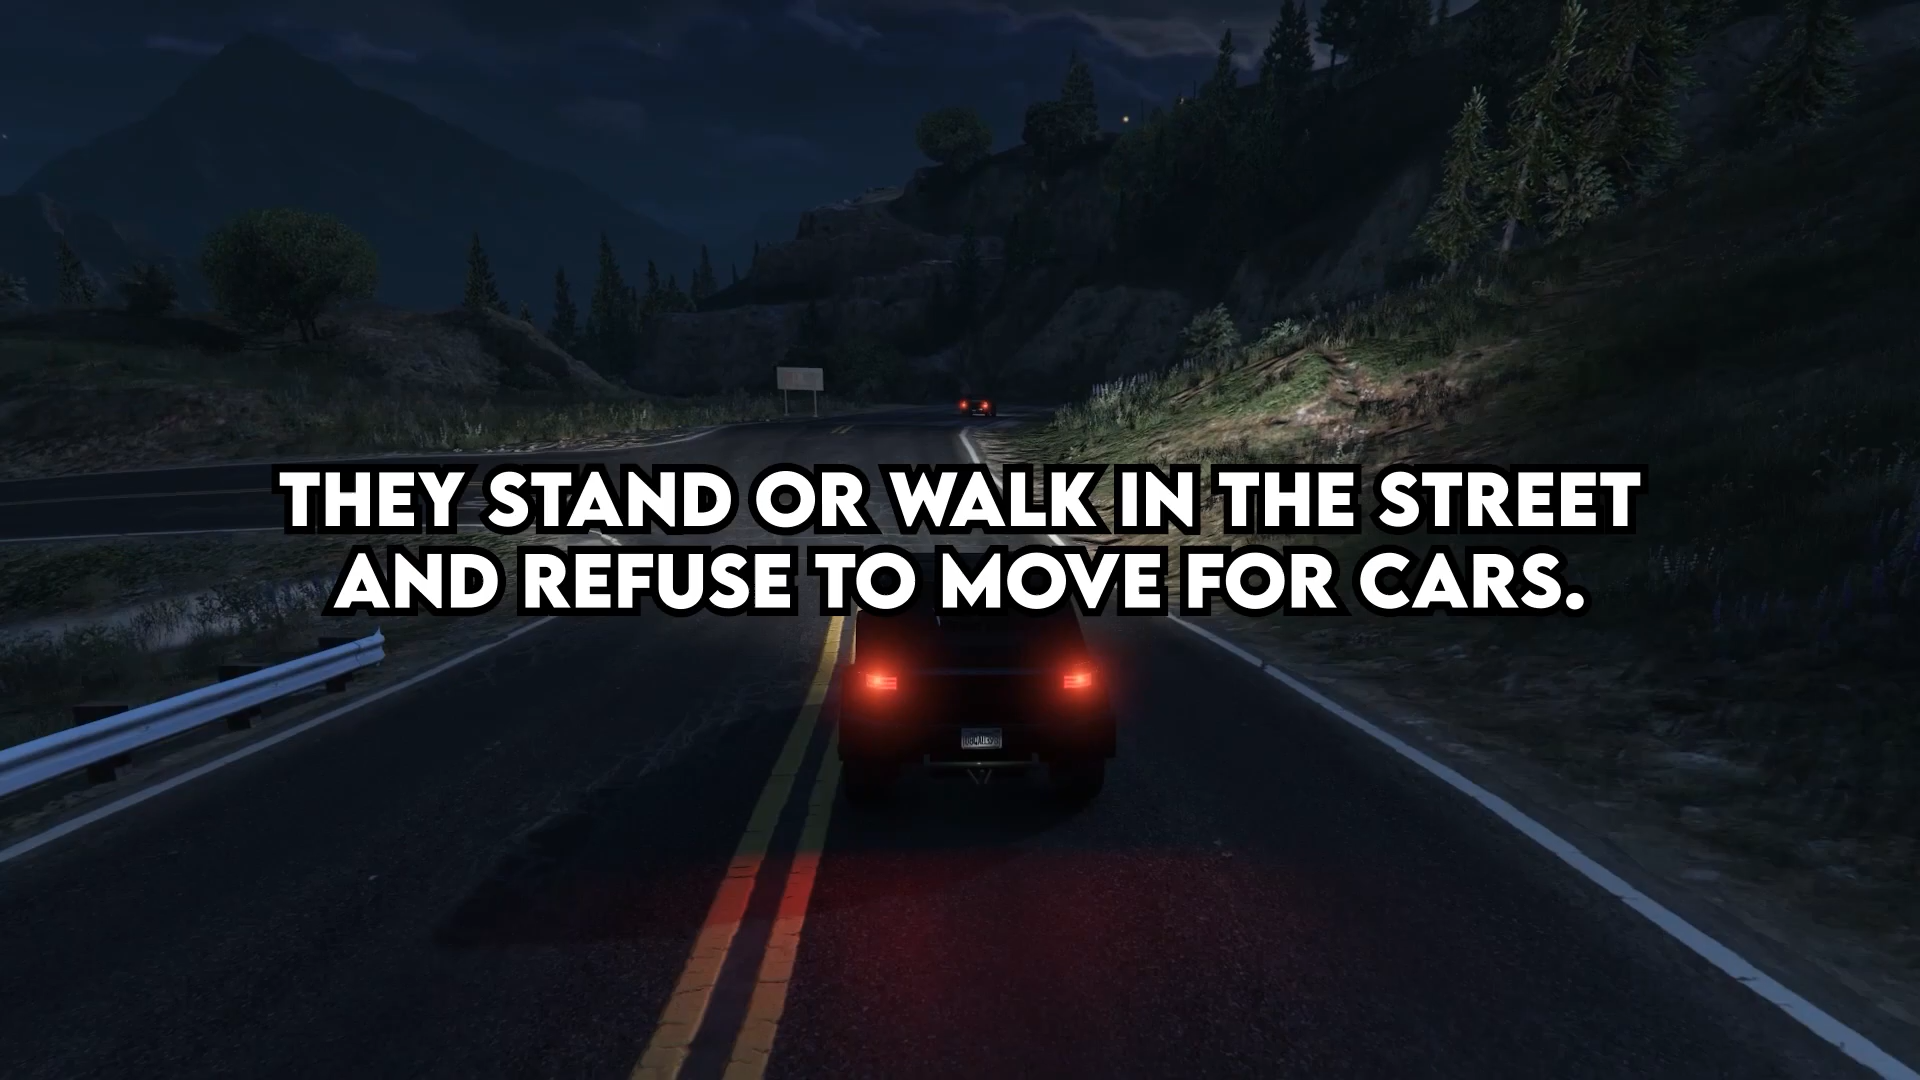 THEY STAND OR WALK IN THE STREET
AND REFUSE TO MOVE FOR CARS.